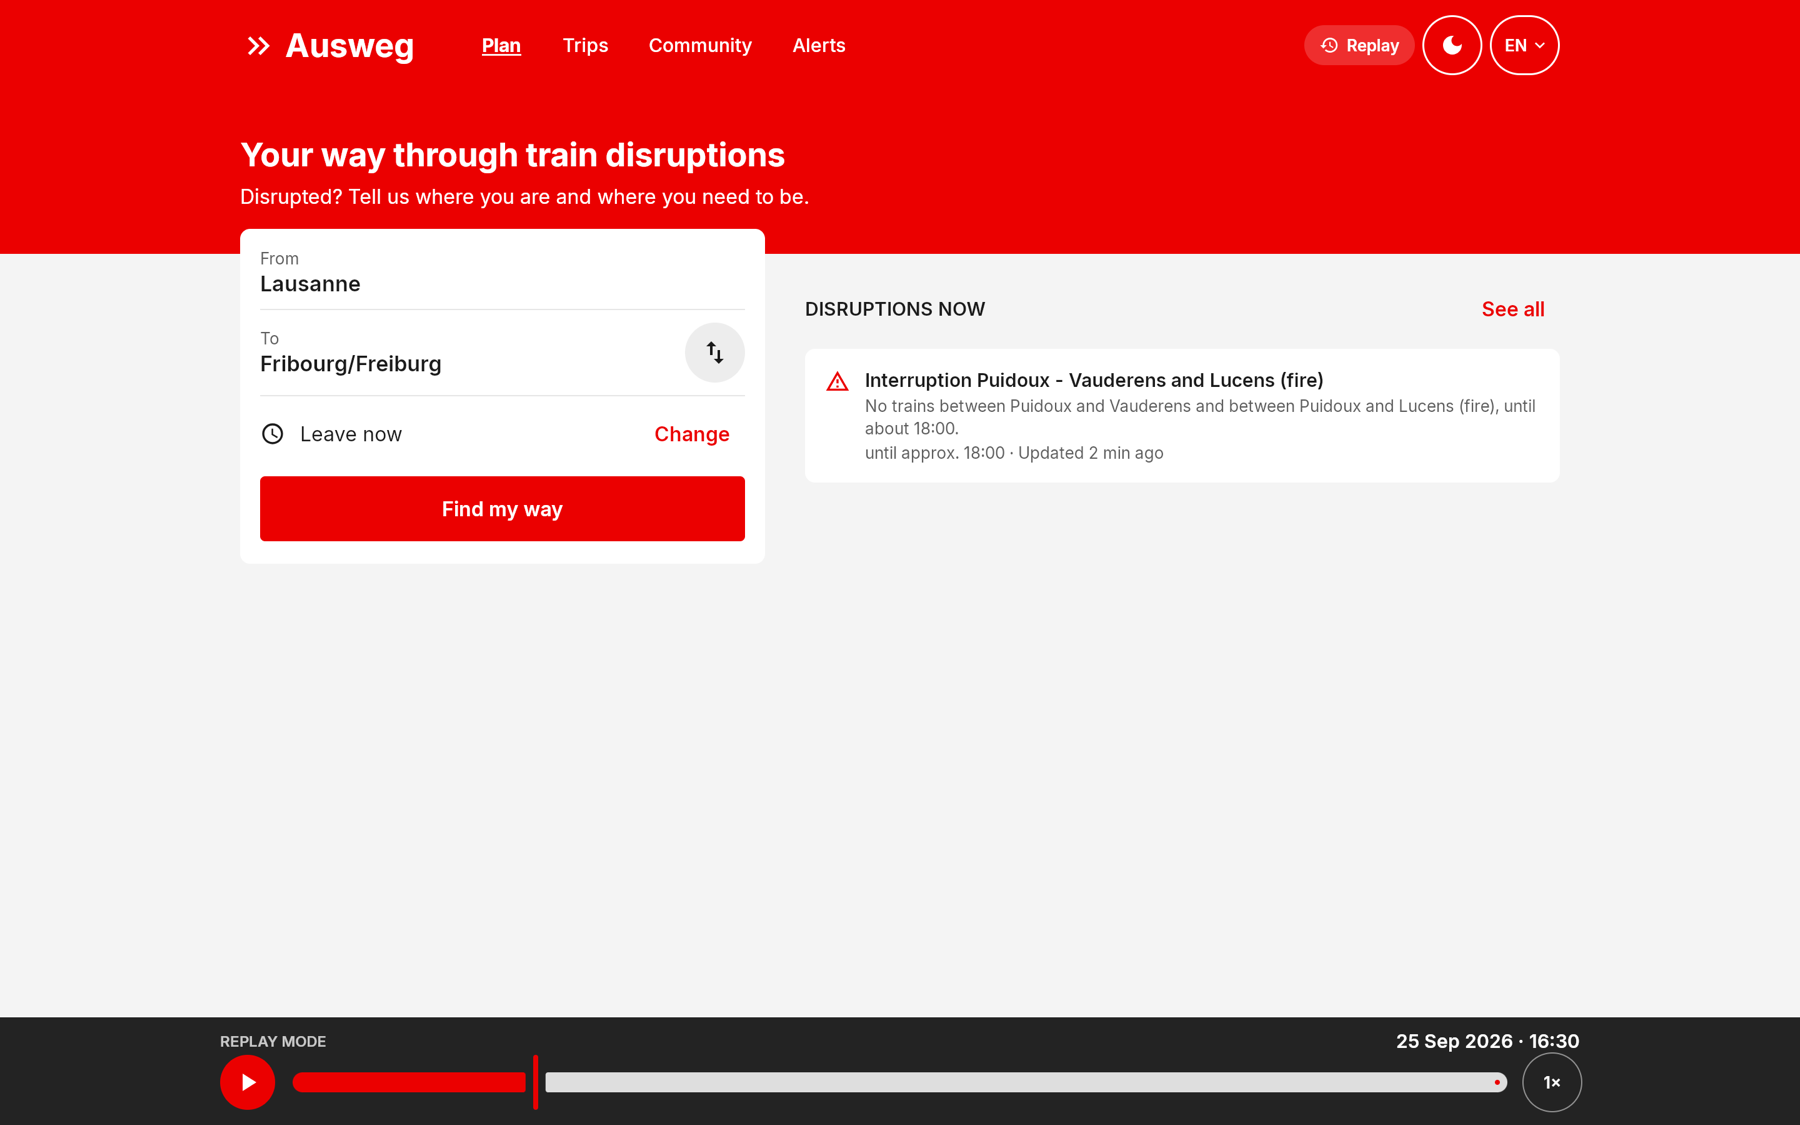 Ausweg
Plan
Trips
Community
Alerts
Replay
EN
Your way through train disruptions
Disrupted? Tell us where you are and where you need to be.
From
Lausanne
To
Fribourg/Freiburg
Leave now
Change
Find my way
DISRUPTIONS NOW
See all
Interruption Puidoux - Vauderens and Lucens (fire)
No trains between Puidoux and Vauderens and between Puidoux and Lucens (fire), until
about 18:00.
until approx. 18:00 · Updated 2 min ago
REPLAY MODE
25 Sep 2026 · 16:30
1×